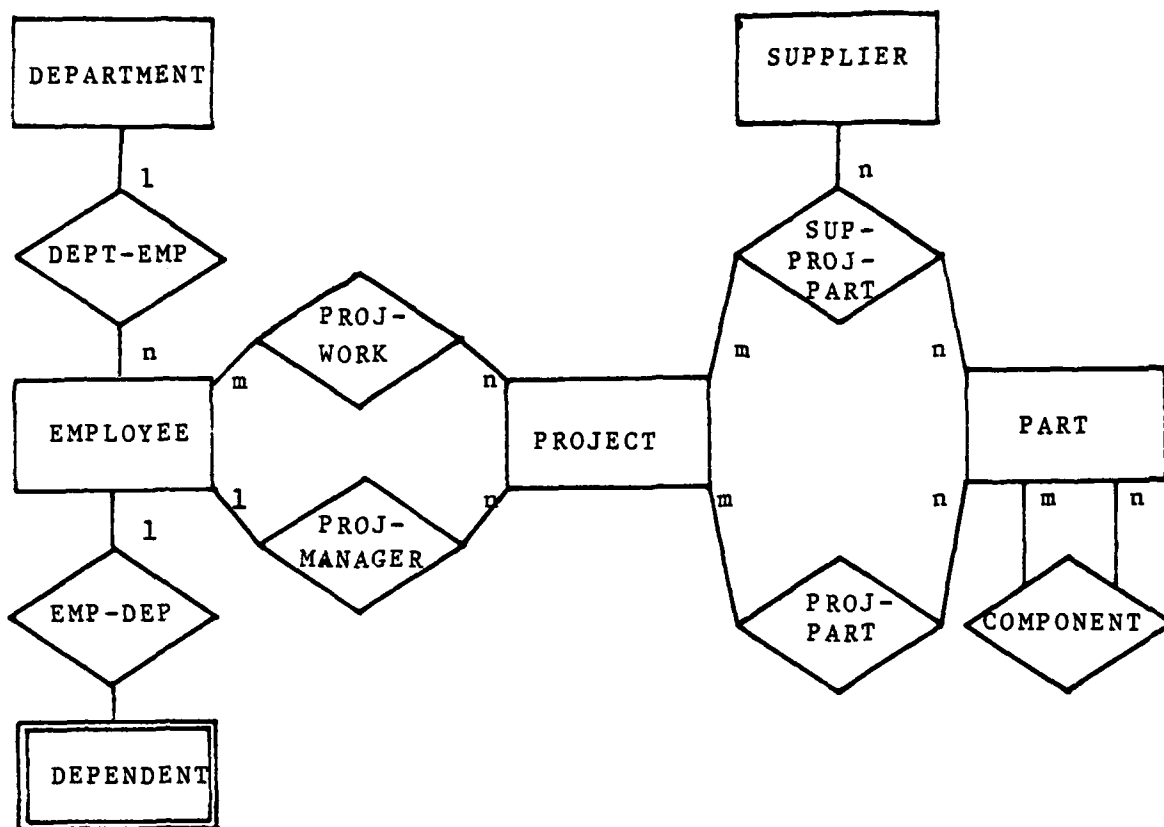 DEPARTMENT
SUPPLIER
1
n
DEPT-EMP
SUP-
PROJ-
PART
PROJ-
WORK
n
m
n
m
n
EMPLOYEE
PROJECT
PART
1
n
m
n
m
n
1
PROJ-
MANAGER
EMP-DEP
PROJ-
PART
COMPONENT
DEPENDENT